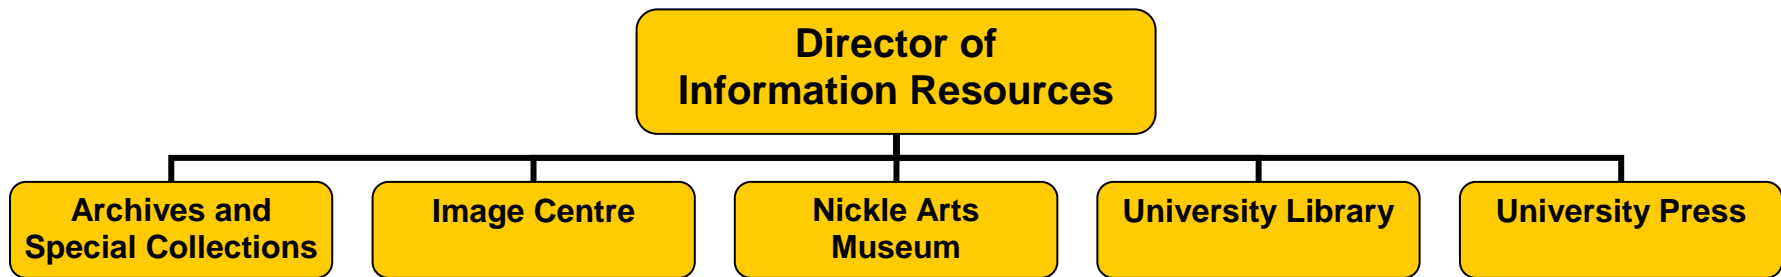 Director of
Information Resources
Archives and
Special Collections
Image Centre
Nickle Arts
Museum
University Library
University Press